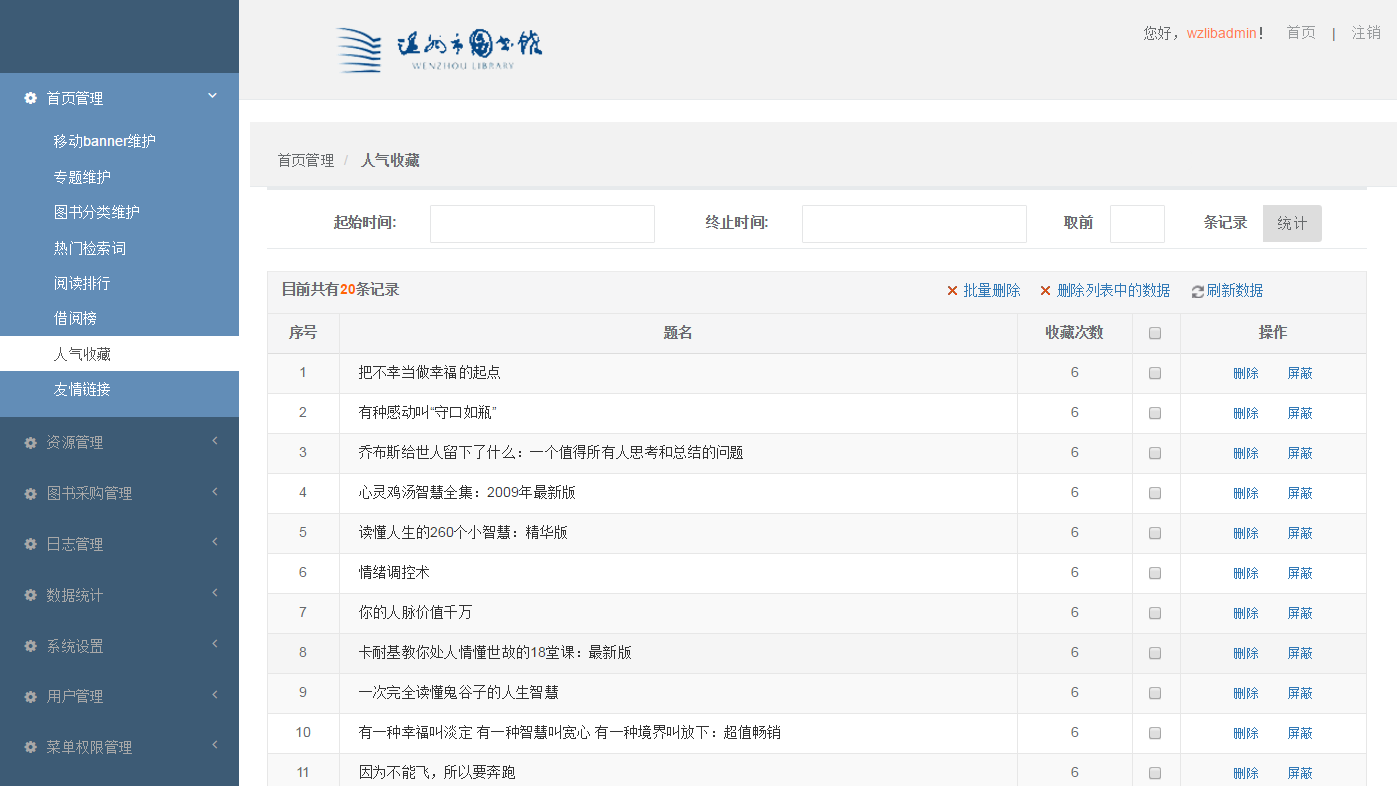 温州市图书馆
WENZHOU LIBRARY
您好，wzlibadmin！ 首页 | 注销
首页管理
移动banner维护
专题维护
图书分类维护
热门检索词
阅读排行
借阅榜
人气收藏
友情链接
资源管理
图书采购管理
日志管理
数据统计
系统设置
用户管理
菜单权限管理
首页管理 / 人气收藏
起始时间: 终止时间: 取前 条记录 统计
目前共有20条记录 批量删除 删除列表中的数据 刷新数据
序号 题名 收藏次数 操作
1 把不幸当做幸福的起点 6 删除 屏蔽
2 有种感动叫“守口如瓶” 6 删除 屏蔽
3 乔布斯给世人留下了什么：一个值得所有人思考和总结的问题 6 删除 屏蔽
4 心灵鸡汤智慧全集：2009年最新版 6 删除 屏蔽
5 读懂人生的260个小智慧：精华版 6 删除 屏蔽
6 情绪调控术 6 删除 屏蔽
7 你的人脉价值千万 6 删除 屏蔽
8 卡耐基教你处人情懂世故的18堂课：最新版 6 删除 屏蔽
9 一次完全读懂鬼谷子的人生智慧 6 删除 屏蔽
10 有一种幸福叫淡定 有一种智慧叫宽心 有一种境界叫放下：超值畅销 6 删除 屏蔽
11 因为不能飞，所以要奔跑 6 删除 屏蔽